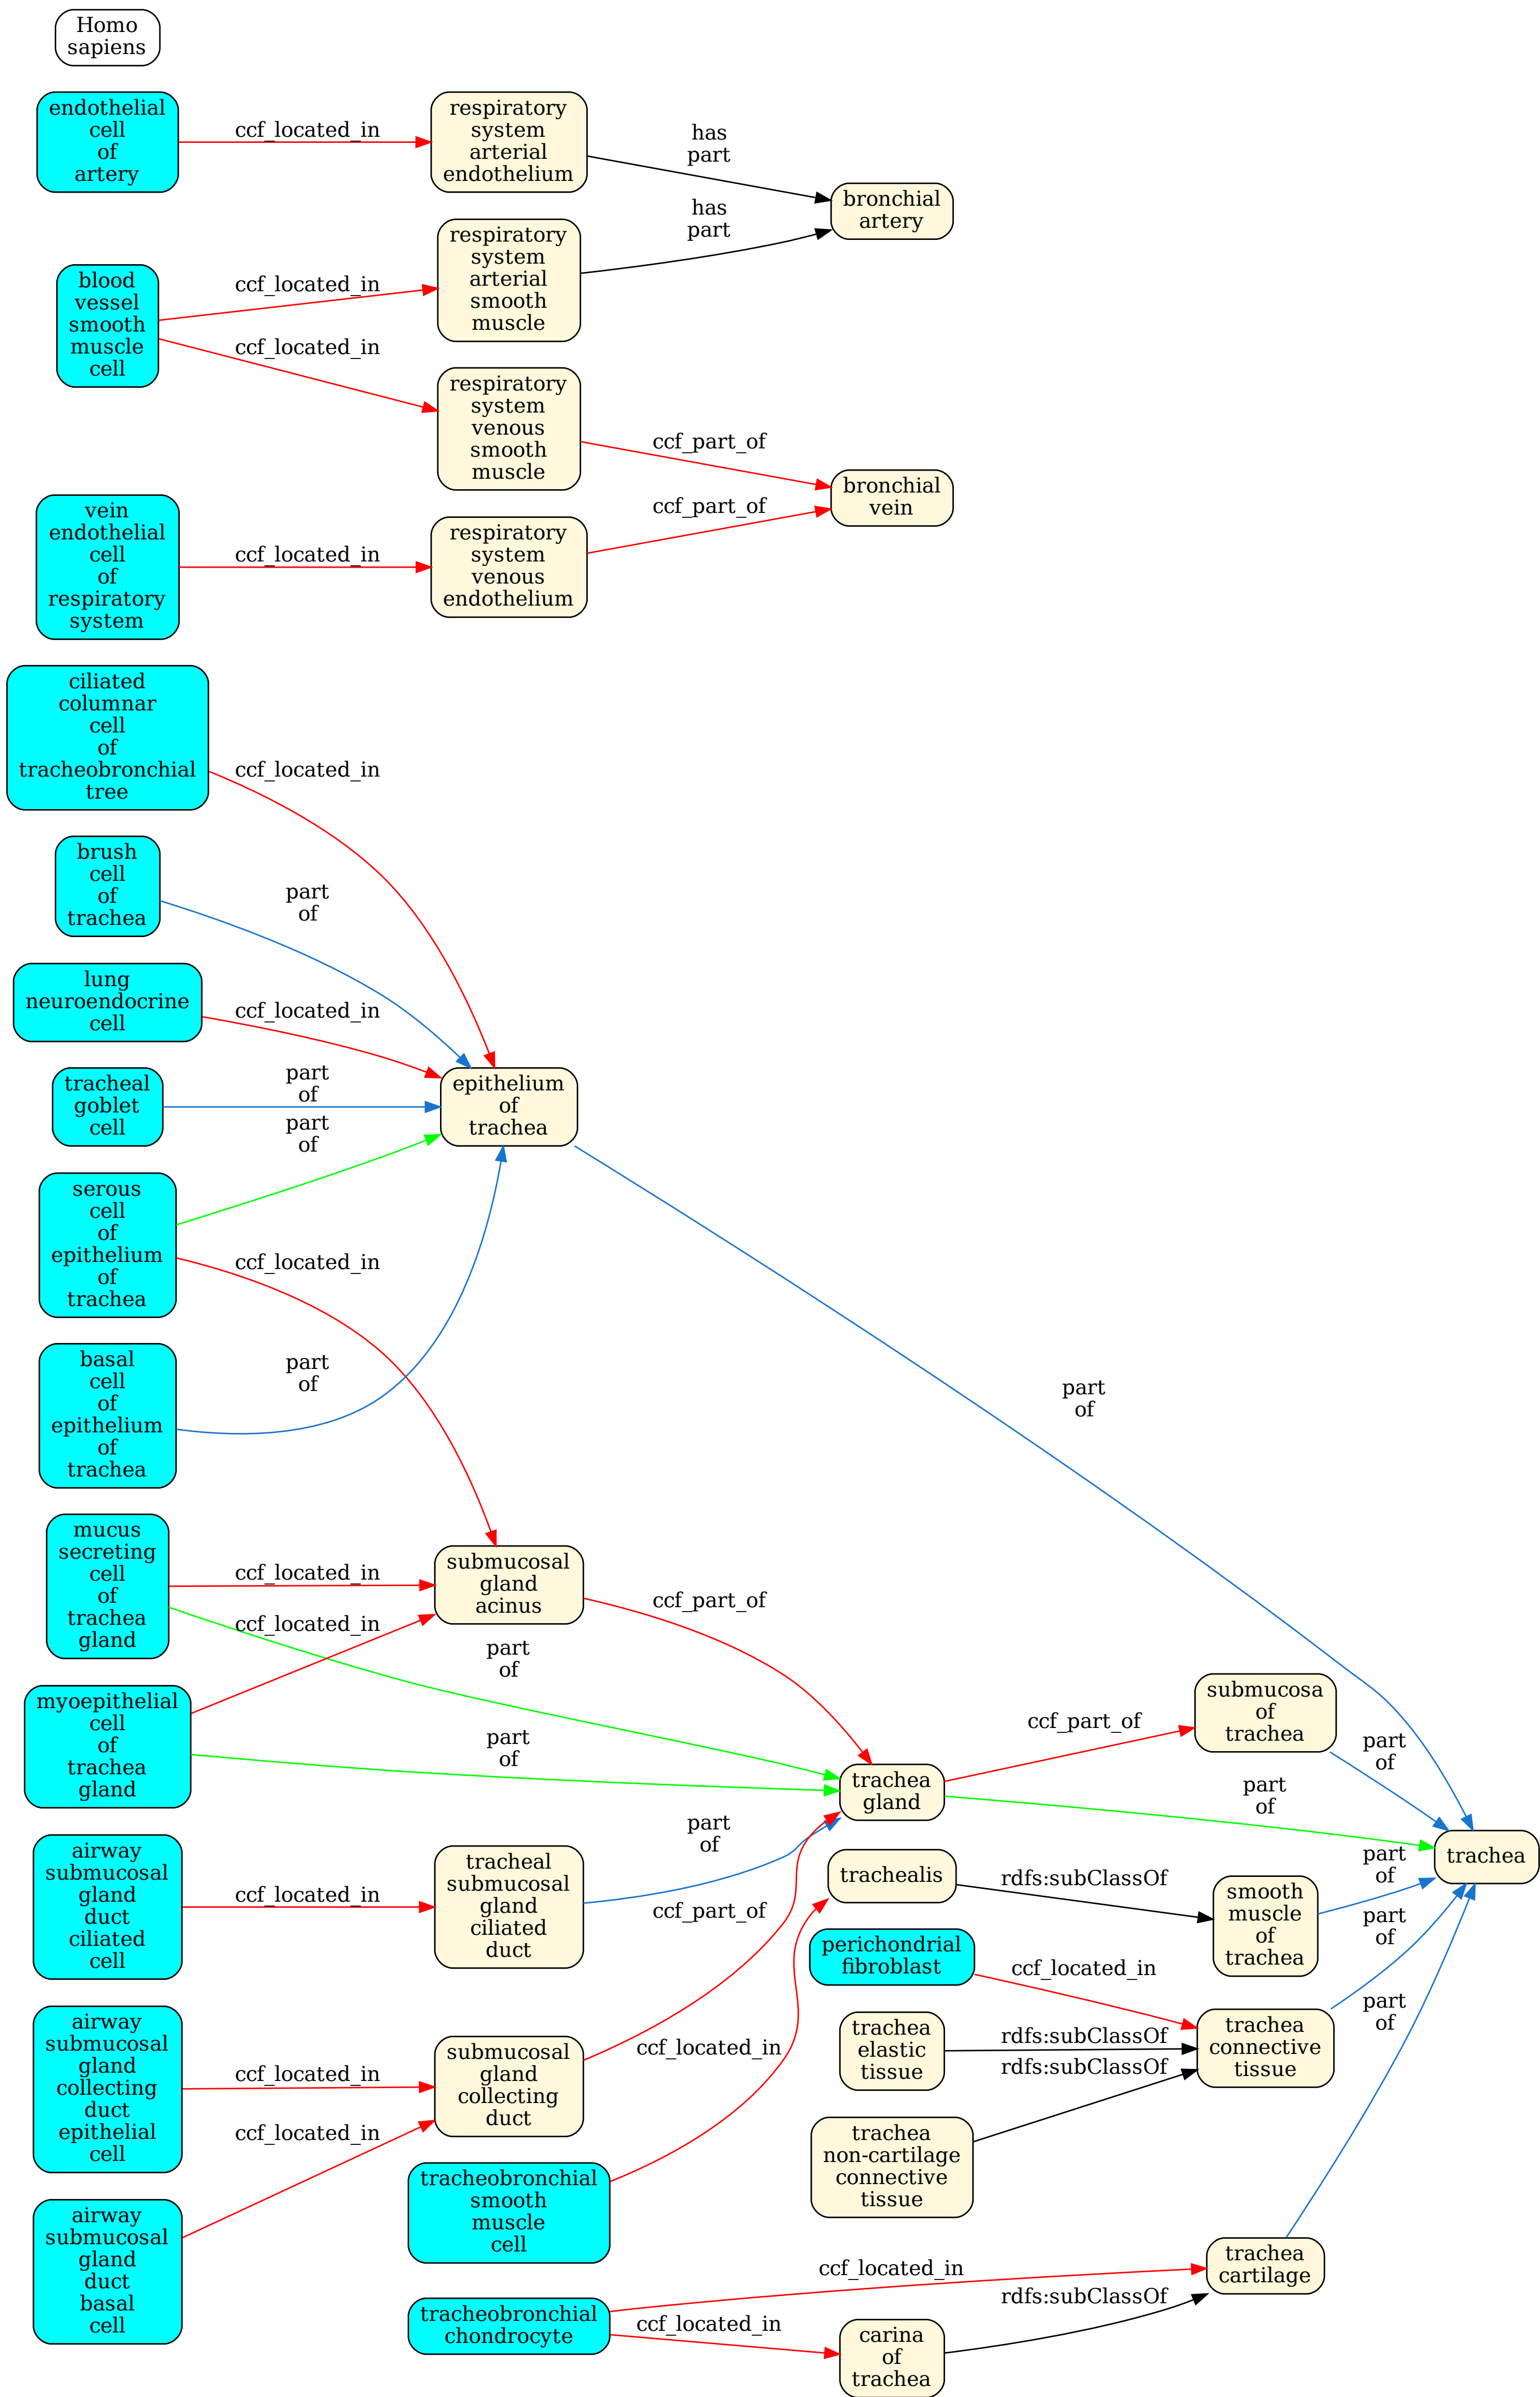 Homo
sapiens
endothelial
cell
of
artery
ccf_located_in
respiratory
system
arterial
endothelium
has
part
bronchial
artery
blood
vessel
smooth
muscle
cell
ccf_located_in
respiratory
system
arterial
smooth
muscle
has
part
ccf_located_in
respiratory
system
venous
smooth
muscle
ccf_part_of
bronchial
vein
vein
endothelial
cell
of
respiratory
system
ccf_located_in
respiratory
system
venous
endothelium
ccf_part_of
ciliated
columnar
cell
of
tracheobronchial
tree
ccf_located_in
brush
cell
of
trachea
part
of
lung
neuroendocrine
cell
ccf_located_in
tracheal
goblet
cell
part
of
epithelium
of
trachea
part
of
serous
cell
of
epithelium
of
trachea
part
of
ccf_located_in
basal
cell
of
epithelium
of
trachea
part
of
mucus
secreting
cell
of
trachea
gland
ccf_located_in
part
of
submucosal
gland
acinus
ccf_part_of
myoepithelial
cell
of
trachea
gland
ccf_located_in
part
of
trachea
gland
ccf_part_of
part
of
submucosa
of
trachea
part
of
trachea
airway
submucosal
gland
duct
ciliated
cell
ccf_located_in
tracheal
submucosal
gland
ciliated
duct
part
of
trachealis
rdfs:subClassOf
smooth
muscle
of
trachea
part
of
airway
submucosal
gland
collecting
duct
epithelial
cell
ccf_located_in
submucosal
gland
collecting
duct
ccf_part_of
perichondrial
fibroblast
ccf_located_in
trachea
connective
tissue
part
of
trachea
elastic
tissue
rdfs:subClassOf
trachea
non-cartilage
connective
tissue
rdfs:subClassOf
airway
submucosal
gland
duct
basal
cell
ccf_located_in
tracheobronchial
smooth
muscle
cell
ccf_located_in
tracheobronchial
chondrocyte
ccf_located_in
ccf_located_in
trachea
cartilage
part
of
carina
of
trachea
rdfs:subClassOf